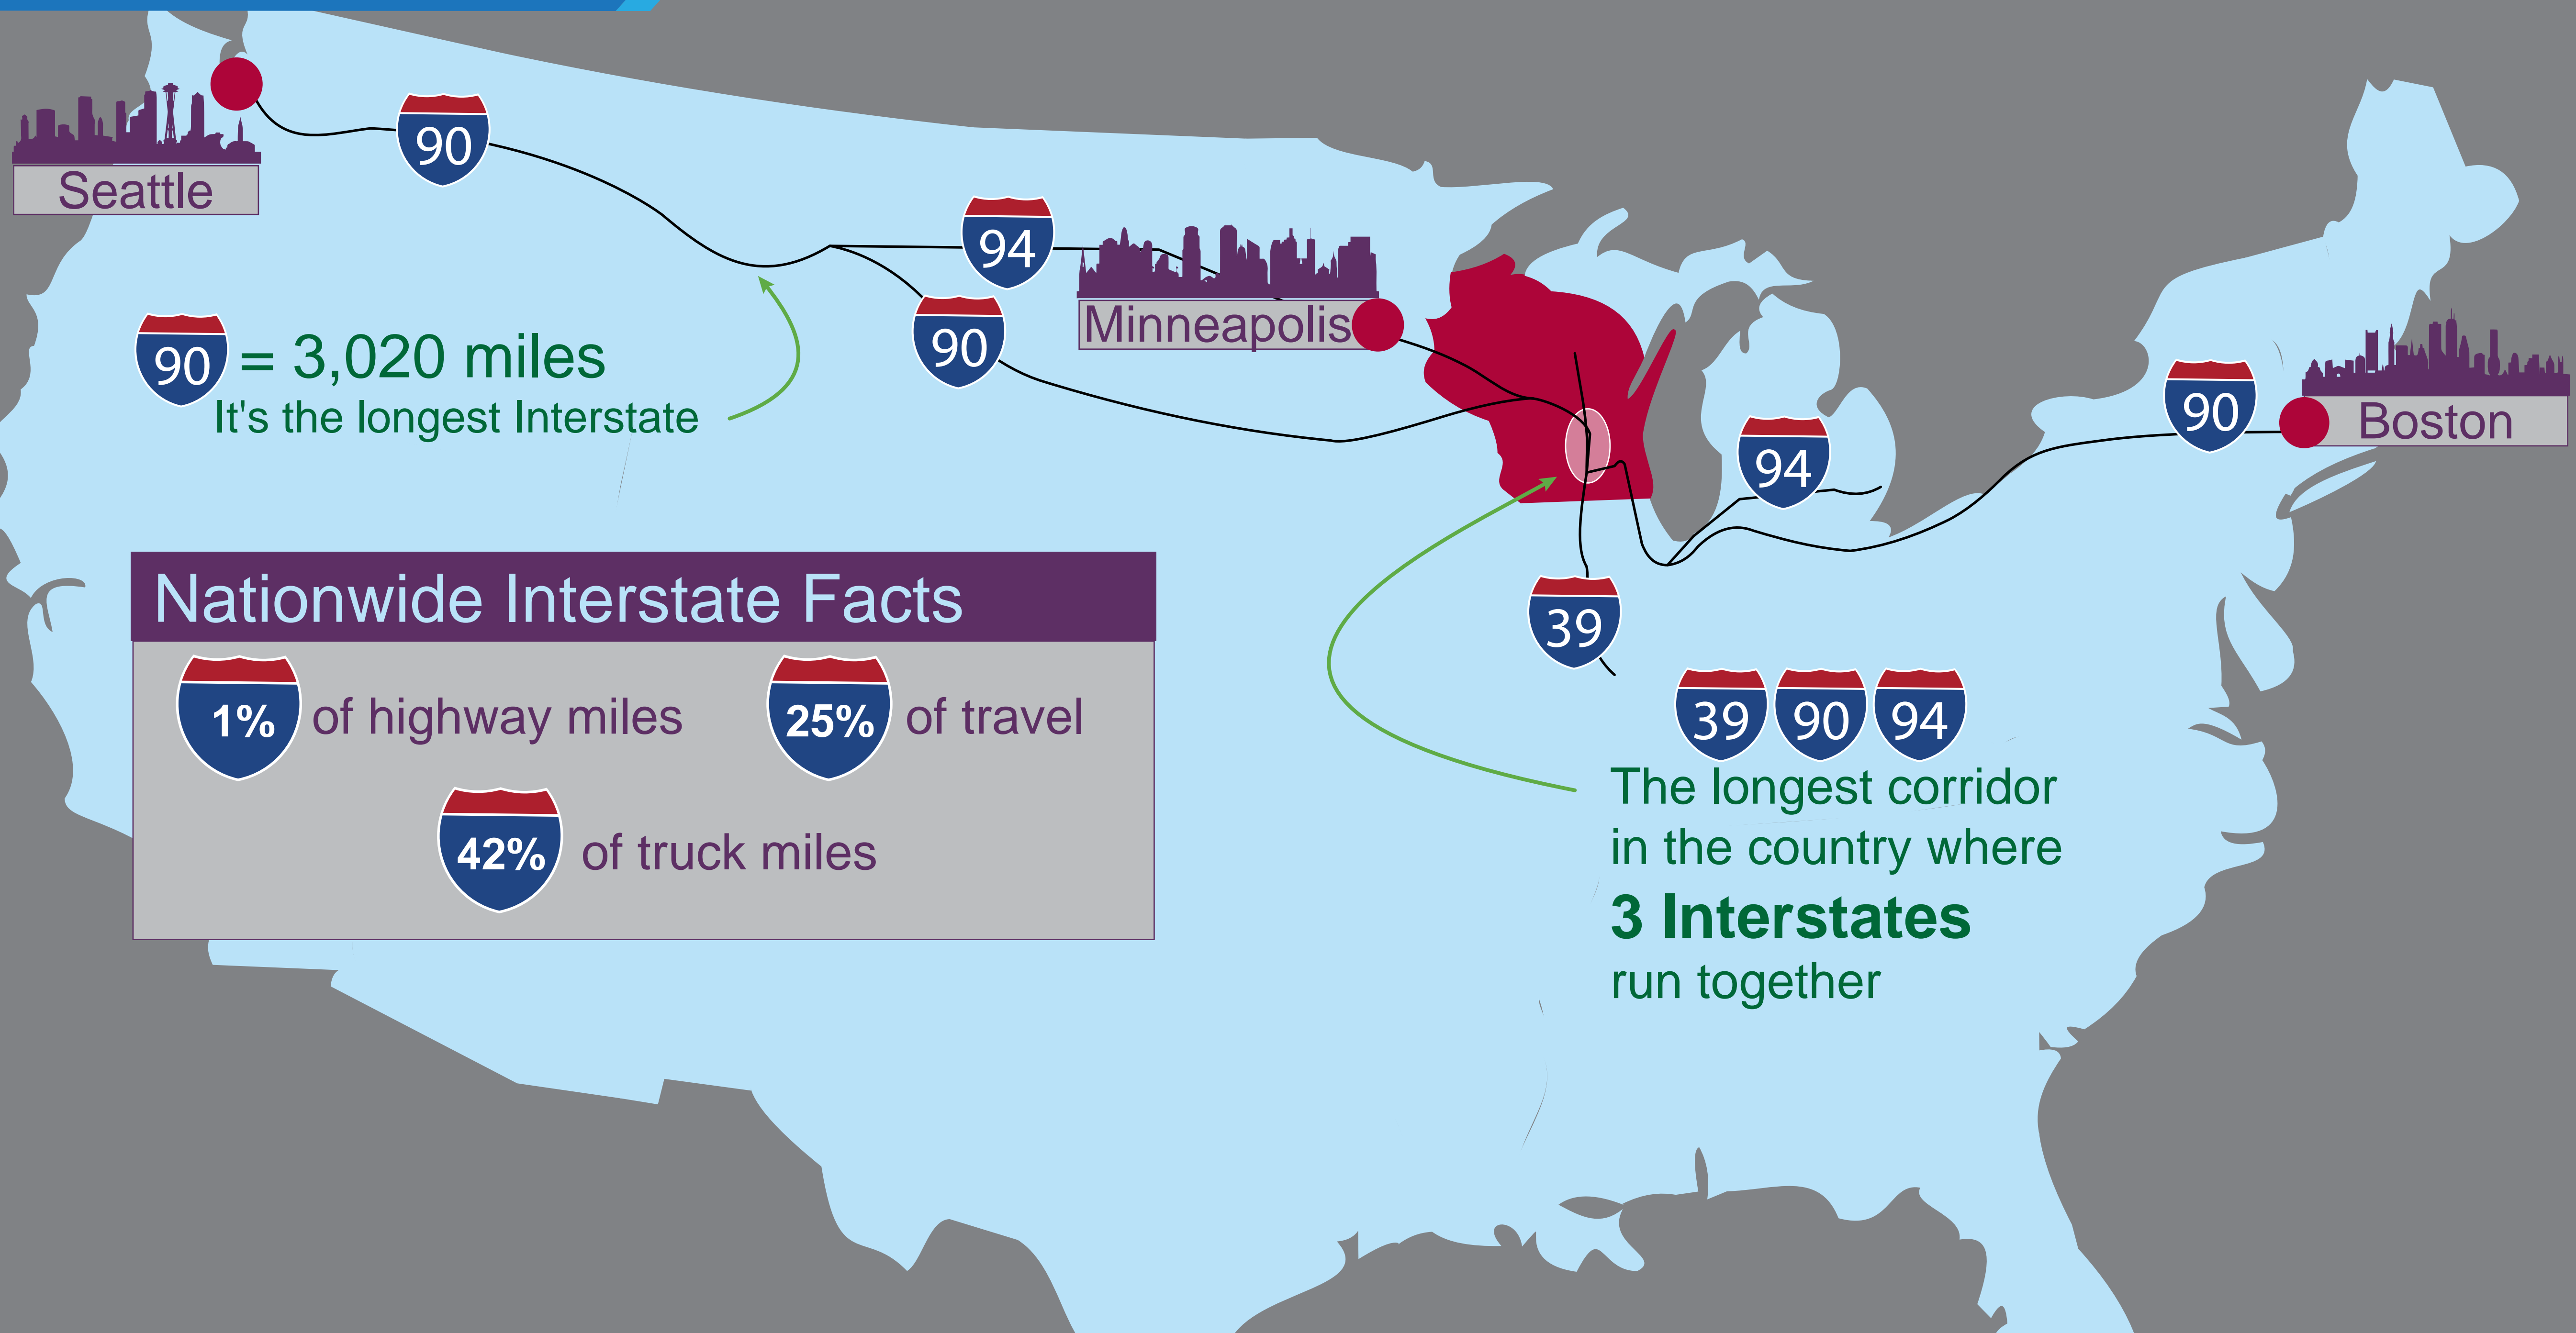 Seattle
90
94
90
Minneapolis
90 = 3,020 miles
It's the longest Interstate
90
Boston
94
39
Nationwide Interstate Facts
1% of highway miles
25% of travel
42% of truck miles
39 90 94
The longest corridor
in the country where
3 Interstates
run together